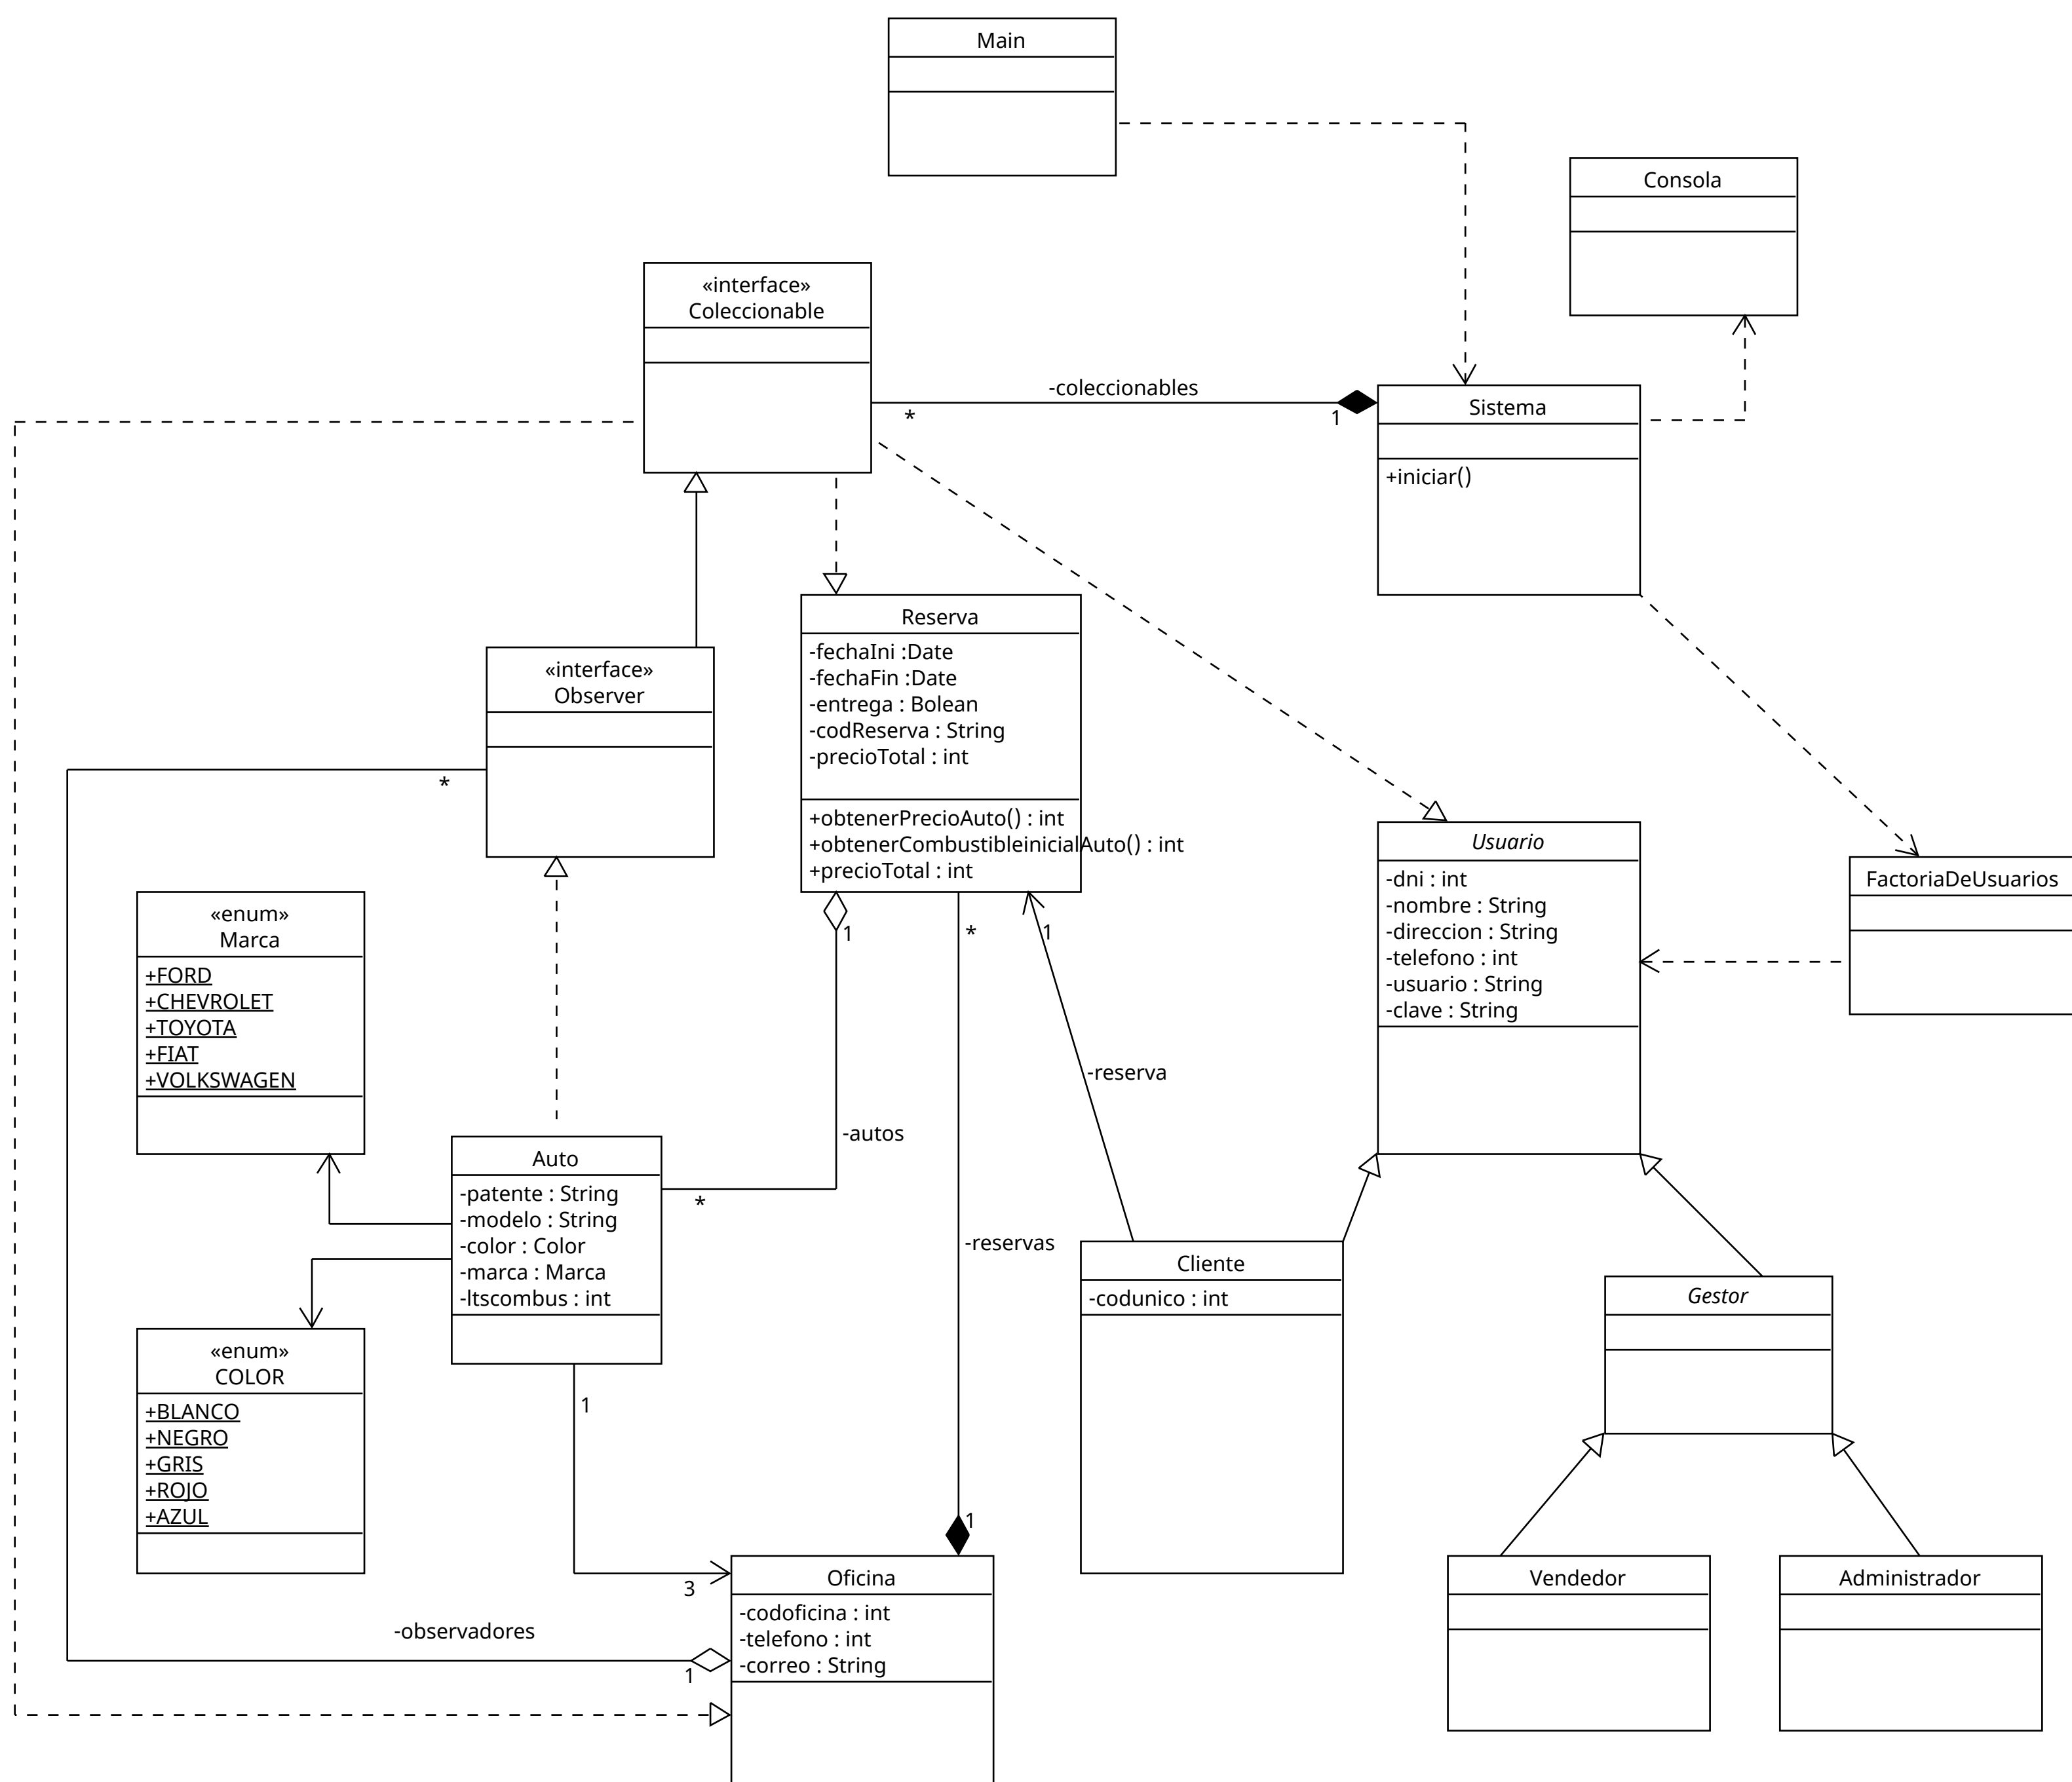 Main
Consola
«interface»
Coleccionable
-coleccionables
*
1
Sistema
+iniciar()
«interface»
Observer
*
Reserva
-fechaIni :Date
-fechaFin :Date
-entrega : Bolean
-codReserva : String
-precioTotal : int
+obtenerPrecioAuto() : int
+obtenerCombustibleinicialAuto() : int
+precioTotal : int
1
*
1
Usuario
-dni : int
-nombre : String
-direccion : String
-telefono : int
-usuario : String
-clave : String
FactoriaDeUsuarios
«enum»
Marca
+FORD
+CHEVROLET
+TOYOTA
+FIAT
+VOLKSWAGEN
-reserva
-autos
*
Auto
-patente : String
-modelo : String
-color : Color
-marca : Marca
-ltscombus : int
1
-reservas
Cliente
-codunico : int
Gestor
«enum»
COLOR
+BLANCO
+NEGRO
+GRIS
+ROJO
+AZUL
1
3
Oficina
-codoficina : int
-telefono : int
-correo : String
-observadores
1
Vendedor
Administrador